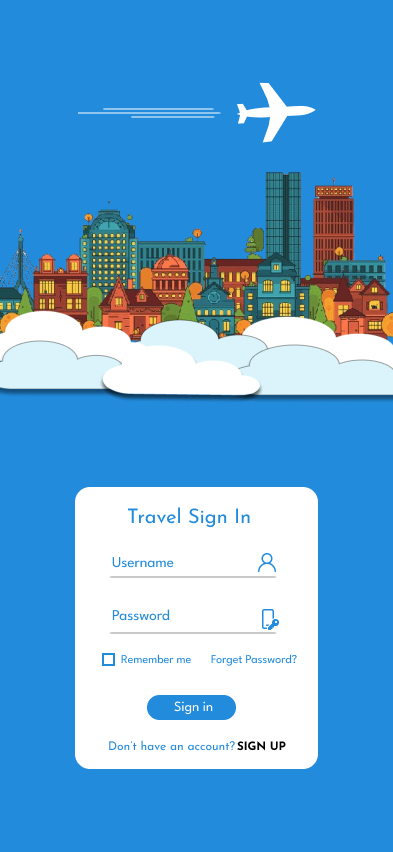 Travel Sign In
Username
Password
Remember me Forget Password?
Sign in
Don't have an account? SIGN UP